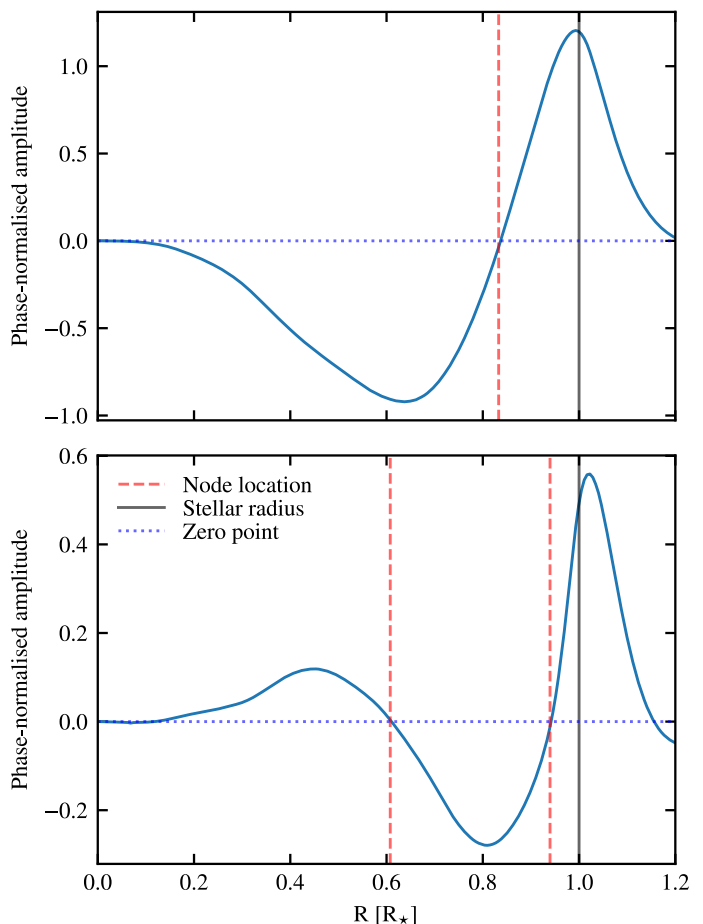 Phase-normalised amplitude
1.0
0.5
0.0
−0.5
−1.0
Phase-normalised amplitude
0.6
0.4
0.2
0.0
−0.2
Node location
Stellar radius
Zero point
0.0 0.2 0.4 0.6 0.8 1.0 1.2
R [R⋆]